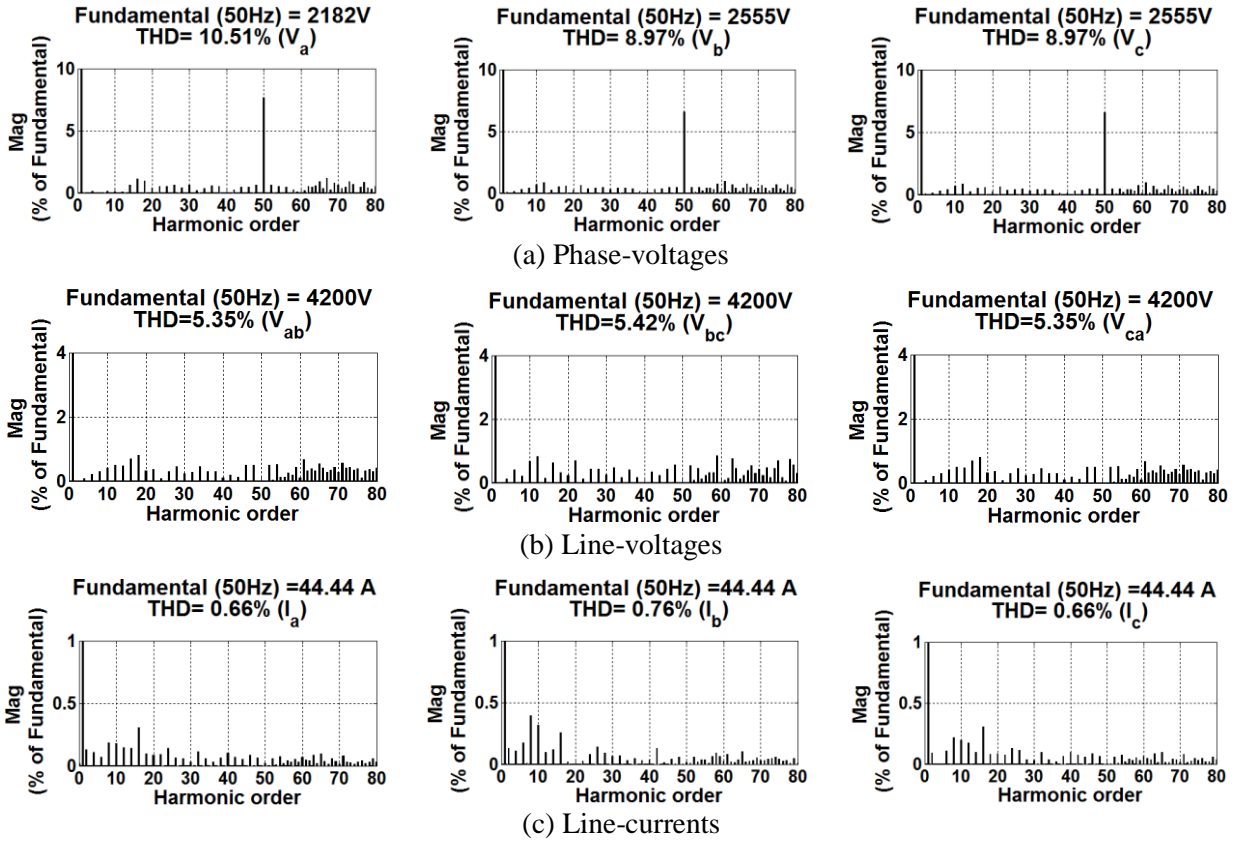 Fundamental (50Hz) = 2182V
THD= 10.51% (Va)
Mag
(% of Fundamental)
10
5
0
0 10 20 30 40 50 60 70 80
Harmonic order
Fundamental (50Hz) = 2555V
THD= 8.97% (Vb)
Mag
(% of Fundamental)
10
5
0
0 10 20 30 40 50 60 70 80
Harmonic order
Fundamental (50Hz) = 2555V
THD= 8.97% (Vc)
Mag
(% of Fundamental)
10
5
0
0 10 20 30 40 50 60 70 80
Harmonic order
(a) Phase-voltages
Fundamental (50Hz) = 4200V
THD=5.35% (Vab)
Mag
(% of Fundamental)
4
2
0
0 10 20 30 40 50 60 70 80
Harmonic order
Fundamental (50Hz) = 4200V
THD=5.42% (Vbc)
Mag
(% of Fundamental)
4
2
0
0 10 20 30 40 50 60 70 80
Harmonic order
Fundamental (50Hz) = 4200V
THD=5.35% (Vca)
Mag
(% of Fundamental)
4
2
0
0 10 20 30 40 50 60 70 80
Harmonic order
(b) Line-voltages
Fundamental (50Hz) =44.44 A
THD= 0.66% (Ia)
Mag
(% of Fundamental)
1
0.5
0
0 10 20 30 40 50 60 70 80
Harmonic order
Fundamental (50Hz) =44.44 A
THD= 0.76% (Ib)
Mag
(% of Fundamental)
1
0.5
0
0 10 20 30 40 50 60 70 80
Harmonic order
Fundamental (50Hz) =44.44 A
THD= 0.66% (Ic)
Mag
(% of Fundamental)
1
0.5
0
0 10 20 30 40 50 60 70 80
Harmonic order
(c) Line-currents